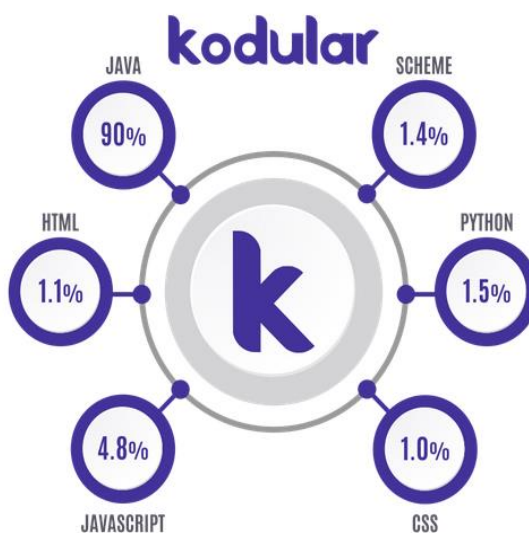 kodular
JAVA
90%
SCHEME
1.4%
HTML
1.1%
k
PYTHON
1.5%
4.8%
JAVASCRIPT
1.0%
CSS